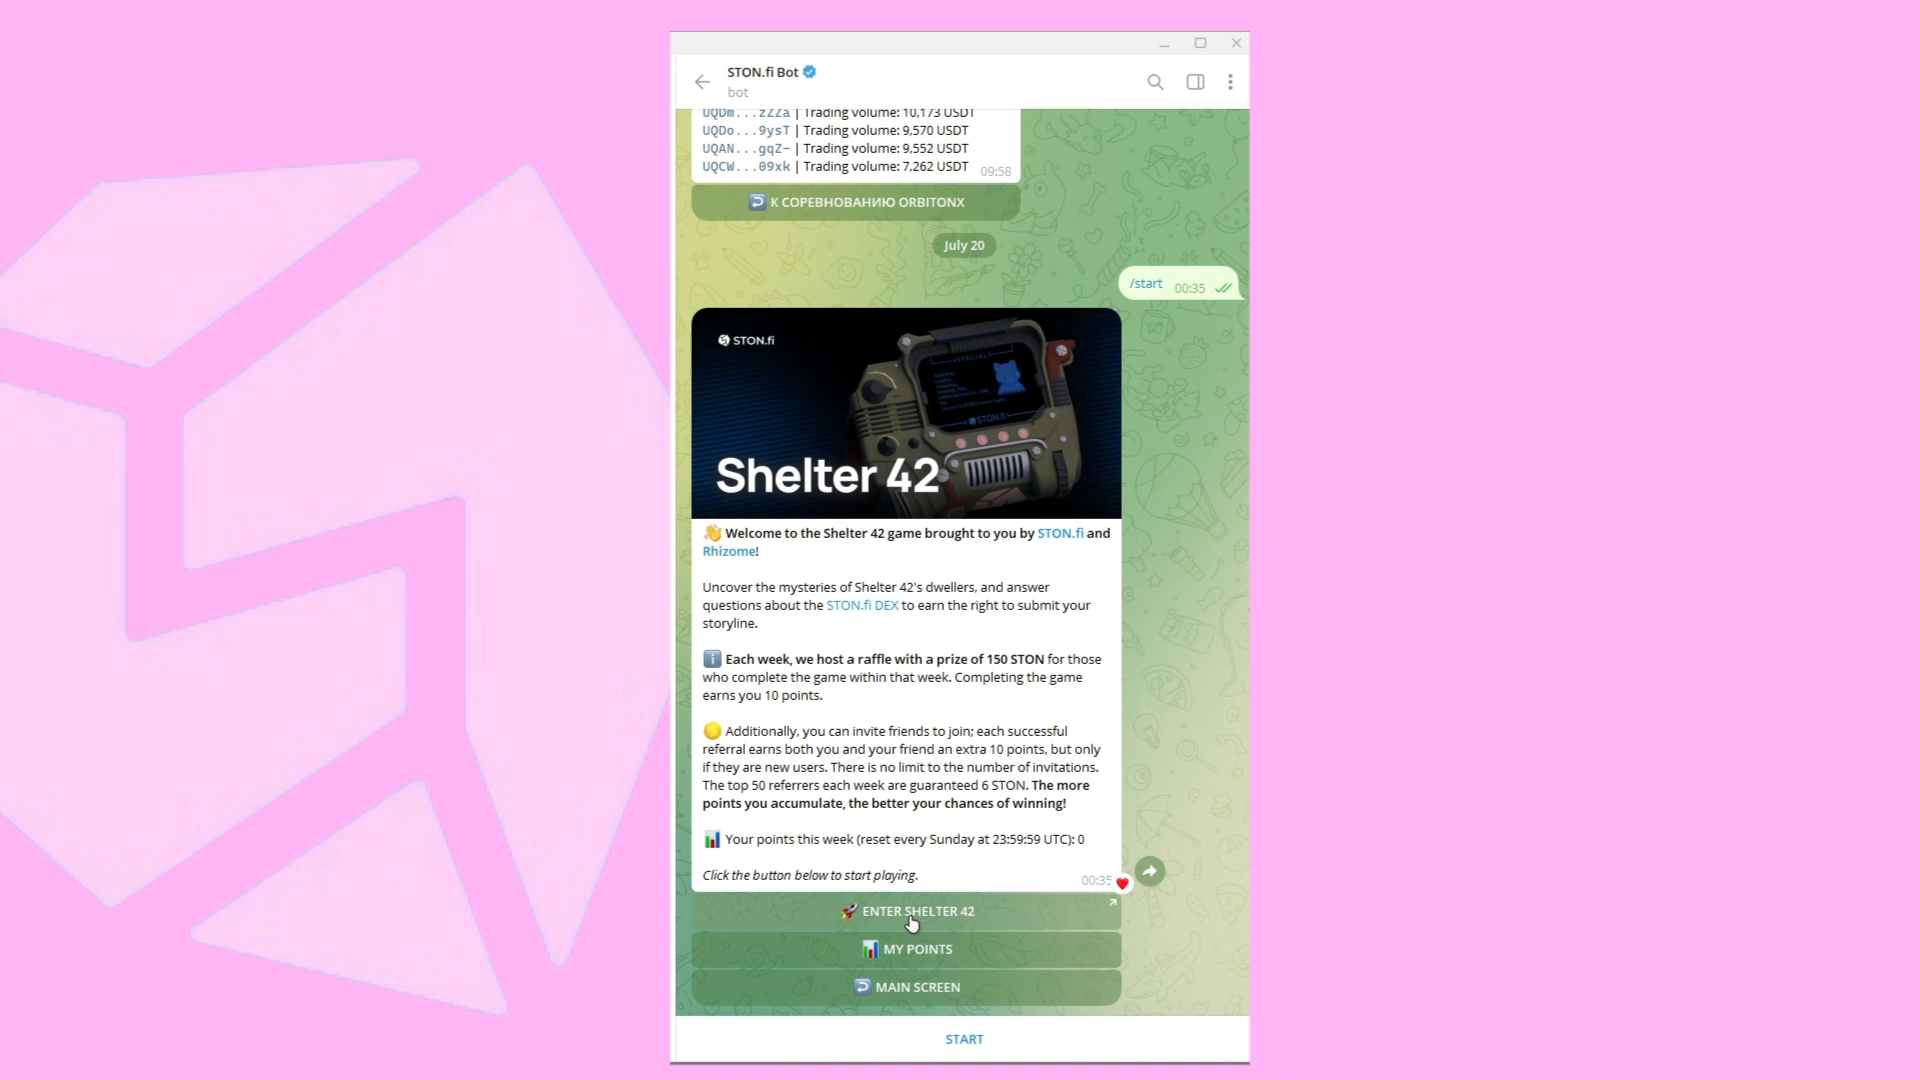 STON.fi Bot
bot
UQDm...zZZa | Trading volume: 10,173 USDT
UQDo...9ysT | Trading volume: 9,570 USDT
UQAN...gqZ- | Trading volume: 9,552 USDT
UQCW...09xk | Trading volume: 7,262 USDT
09:58
К СОРЕВНОВАНИЮ ORBITONX
July 20
/start 00:35
STON.fi
SPECIAL
STON.fi
Shelter 42
Welcome to the Shelter 42 game brought to you by STON.fi and
Rhizome!
Uncover the mysteries of Shelter 42's dwellers, and answer
questions about the STON.fi DEX to earn the right to submit your
storyline.
Each week, we host a raffle with a prize of 150 STON for those
who complete the game within that week. Completing the game
earns you 10 points.
Additionally, you can invite friends to join; each successful
referral earns both you and your friend an extra 10 points, but only
if they are new users. There is no limit to the number of invitations.
The top 50 referrers each week are guaranteed 6 STON. The more
points you accumulate, the better your chances of winning!
Your points this week (reset every Sunday at 23:59:59 UTC): 0
Click the button below to start playing.
00:35
ENTER SHELTER 42
MY POINTS
MAIN SCREEN
START